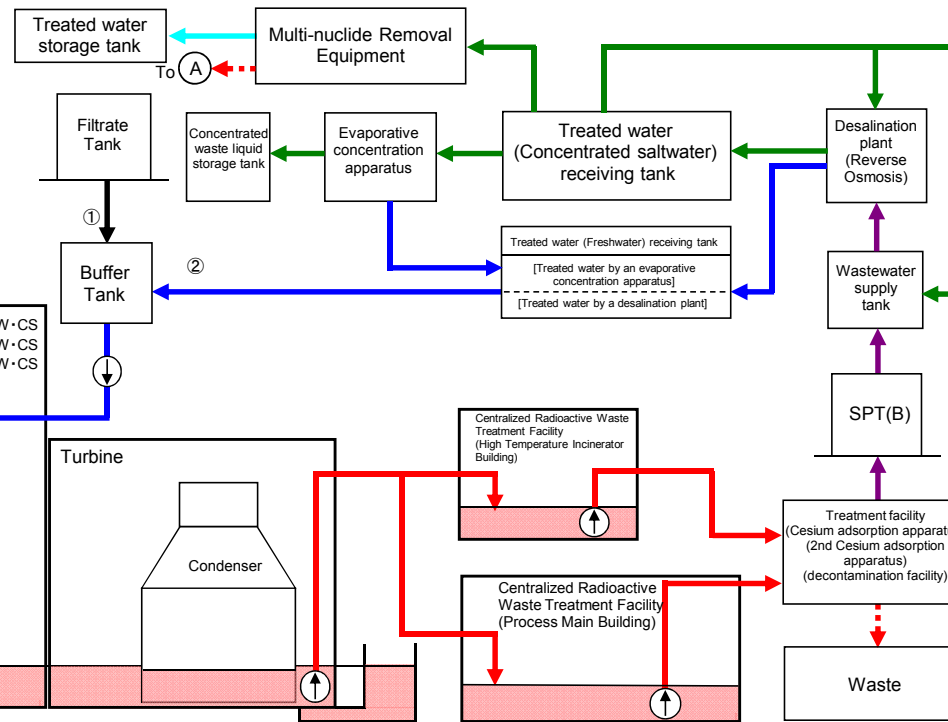 Treated water
storage tank
Multi-nuclide Removal
Equipment
To A
Filtrate
Tank
Concentrated
waste liquid
storage tank
Evaporative
concentration
apparatus
Treated water
(Concentrated saltwater)
receiving tank
Desalination
plant
(Reverse
Osmosis)
①
②
Buffer
Tank
Treated water (Freshwater) receiving tank
[Treated water by an evaporative
concentration apparatus]
[Treated water by a desalination plant]
Wastewater
supply
tank
W･CS
W･CS
W･CS
SPT(B)
Turbine
Condenser
Centralized Radioactive Waste
Treatment Facility
(High Temperature Incinerator
Building)
Centralized Radioactive
Waste Treatment Facility
(Process Main Building)
Treatment facility
(Cesium adsorption apparat
(2nd Cesium adsorption
apparatus)
(decontamination facility)
Waste